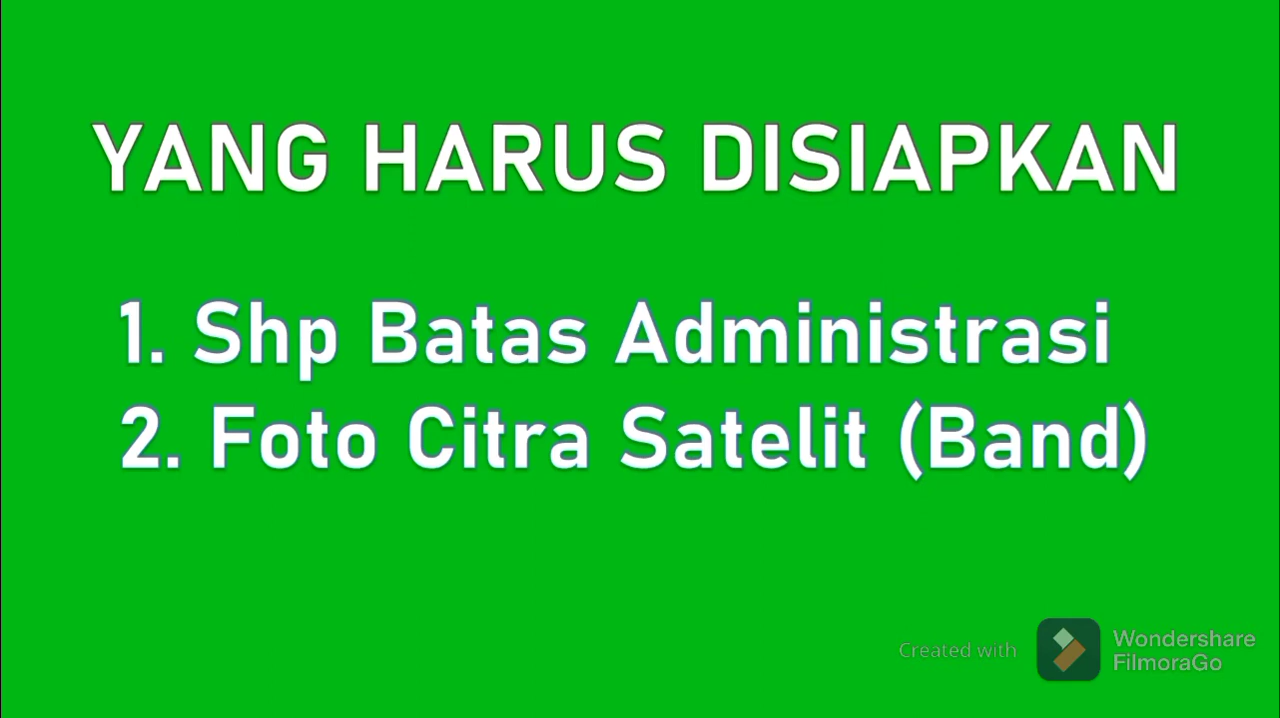 YANG HARUS DISIAPKAN
1. Shp Batas Administrasi
2. Foto Citra Satelit (Band)
Created with
Wondershare
FilmoraGo